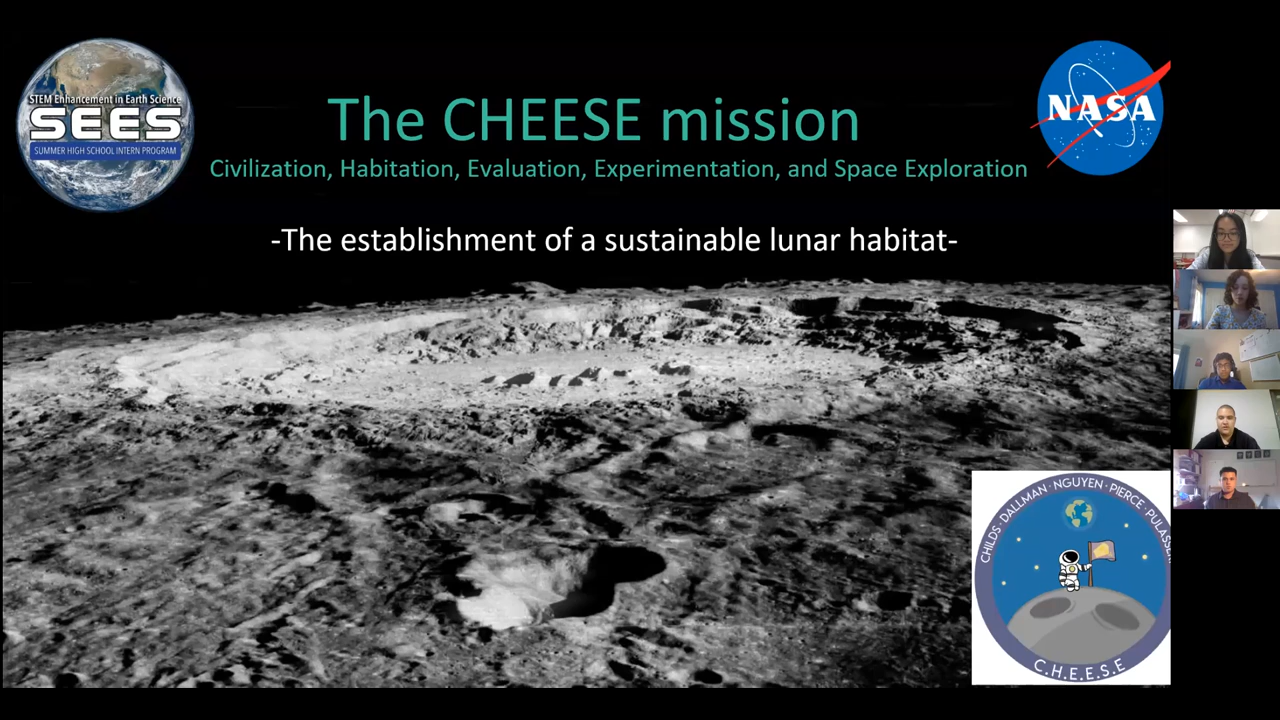 STEM Enhancement in Earth Science
SEES
SUMMER HIGH SCHOOL INTERN PROGRAM
The CHEESE mission
Civilization, Habitation, Evaluation, Experimentation, and Space Exploration
NASA
-The establishment of a sustainable lunar habitat-
CHILDS · DALLMAN · NGUYEN · PIERCE ·
C.H.E.E.S.E